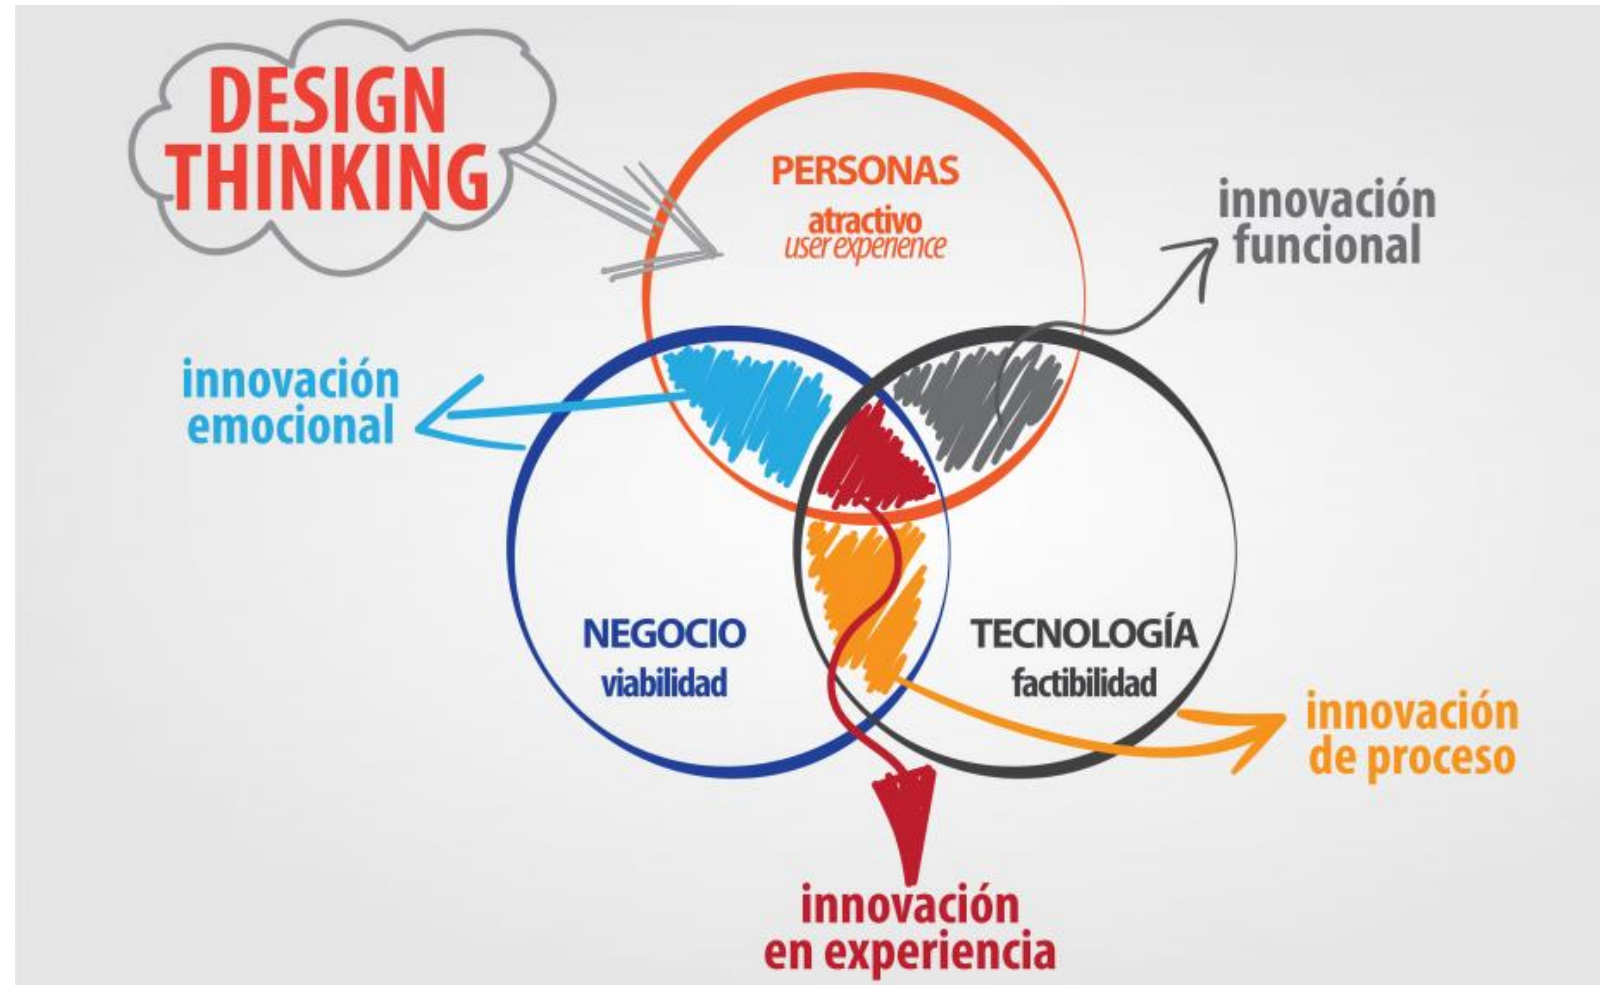 DESIGN
THINKING
PERSONAS
atractivo
user experience
innovación
funcional
innovación
emocional
NEGOCIO
viabilidad
TECNOLOGÍA
factibilidad
innovación
de proceso
innovación
en experiencia